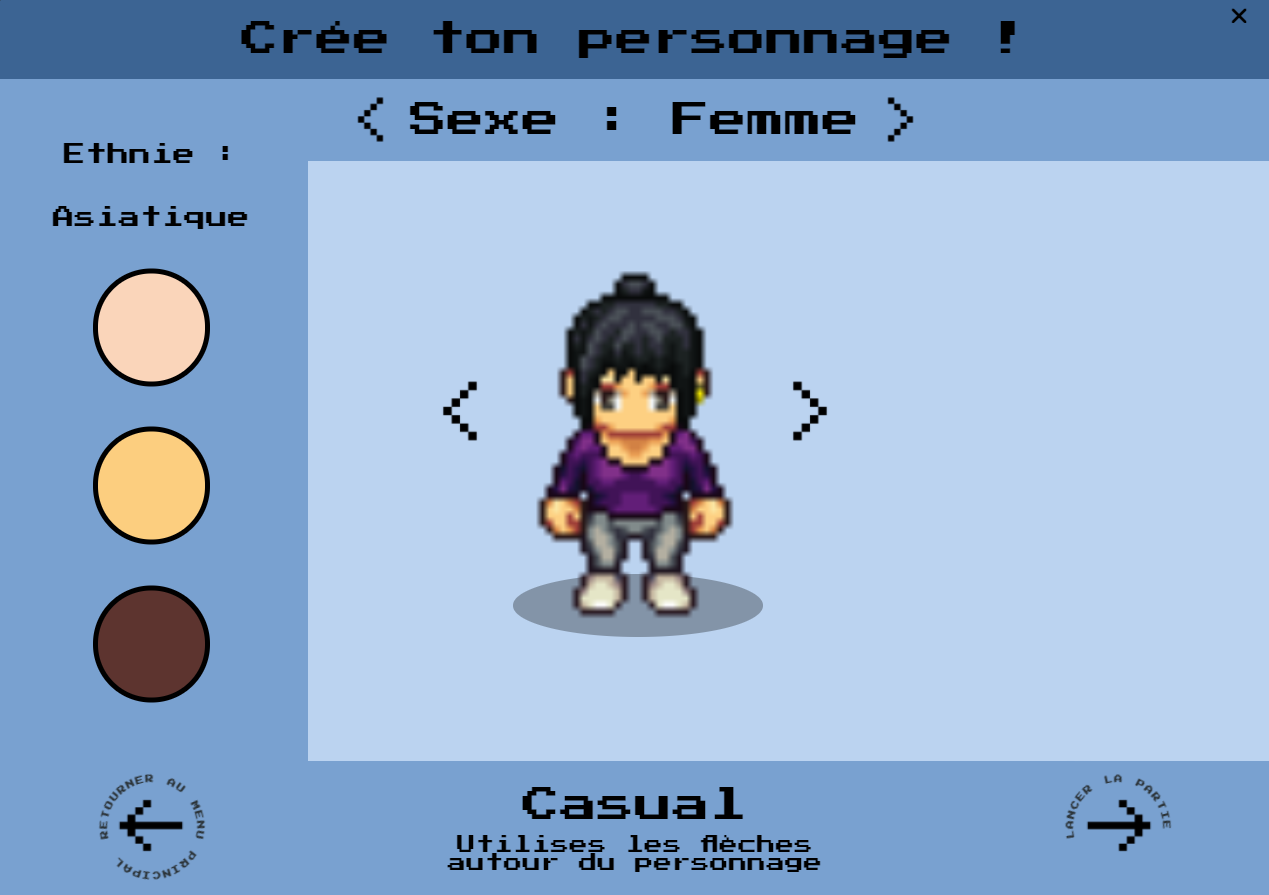 Crée ton personnage !
Sexe : Femme
Ethnie :
Asiatique
RETOURNER AU MENU PRINCIPAL
Casual
Utilises les flèches
autour du personnage
LANCER LA PARTIE